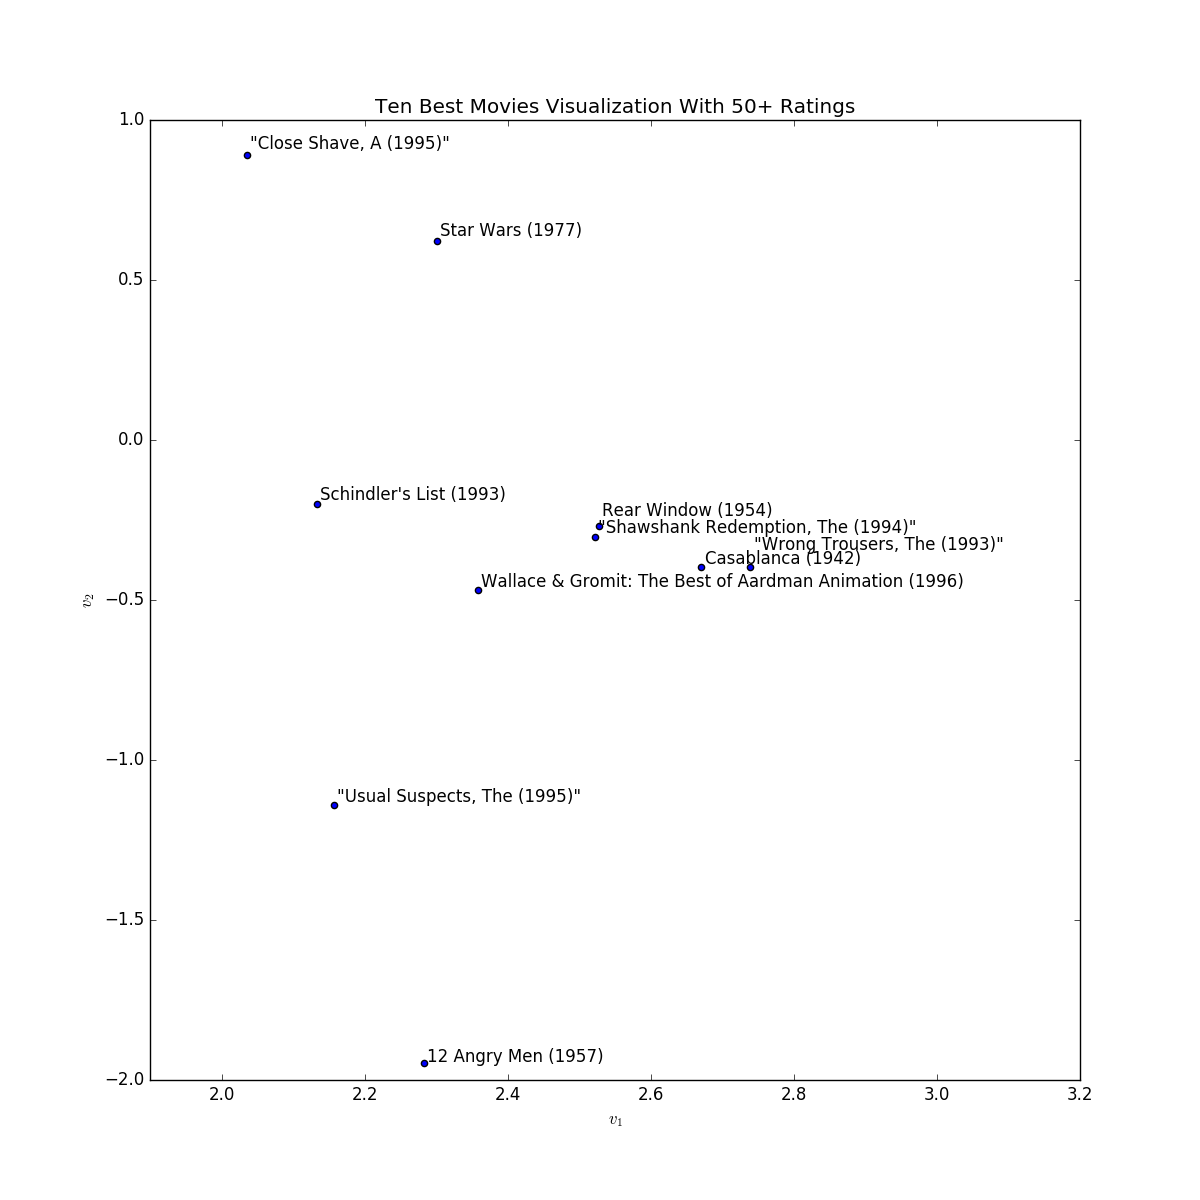 Ten Best Movies Visualization With 50+ Ratings
1.0
"Close Shave, A (1995)"
Star Wars (1977)
0.5
0.0
Schindler's List (1993)
Rear Window (1954)
"Shawshank Redemption, The (1994)"
"Wrong Trousers, The (1993)"
Casablanca (1942)
Wallace & Gromit: The Best of Aardman Animation (1996)
v₂
−0.5
−1.0
"Usual Suspects, The (1995)"
−1.5
12 Angry Men (1957)
−2.0
2.0 2.2 2.4 2.6 2.8 3.0 3.2
v₁